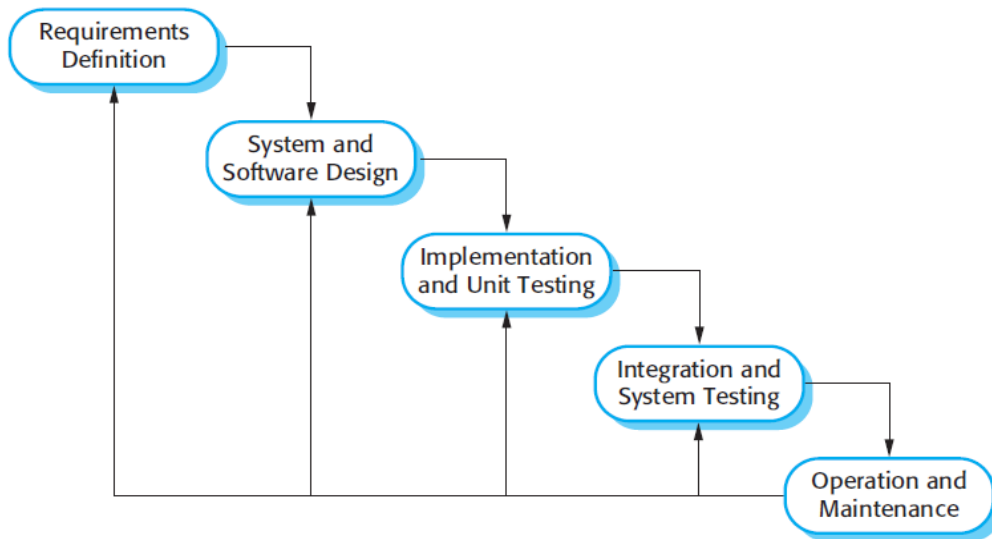 Requirements
Definition
System and
Software Design
Implementation
and Unit Testing
Integration and
System Testing
Operation and
Maintenance